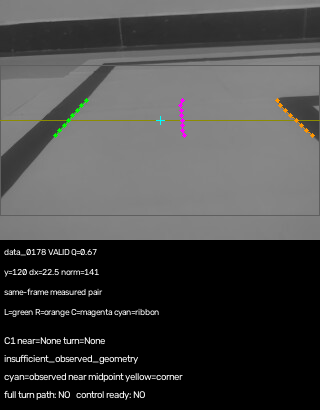 data_0178 VALID Q=0.67
y=120 dx=22.5 norm=141
same-frame measured pair
L=green R=orange C=magenta cyan=ribbon
C1 near=None turn=None
insufficient_observed_geometry
cyan=observed near midpoint yellow=corner
full turn path: NO control ready: NO